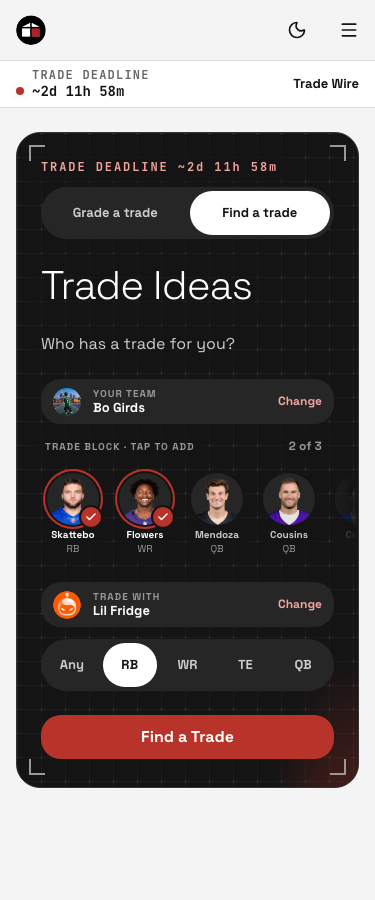 TRADE DEADLINE
~2d 11h 58m
Trade Wire
TRADE DEADLINE ~2d 11h 58m
Grade a trade
Find a trade
Trade Ideas
Who has a trade for you?
YOUR TEAM
Bo Girds
Change
TRADE BLOCK · TAP TO ADD
2 of 3
Skattebo
RB
Flowers
WR
Mendoza
QB
Cousins
QB
TRADE WITH
Lil Fridge
Change
Any
RB
WR
TE
QB
Find a Trade